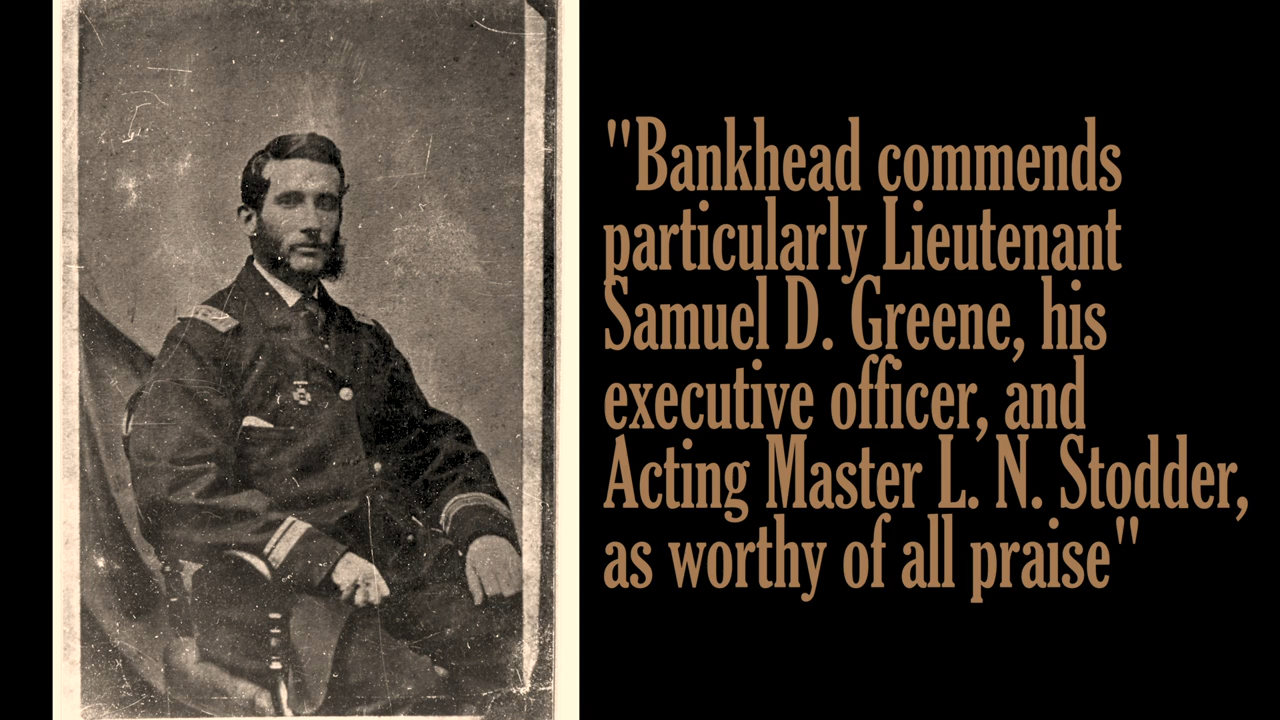 "Bankhead commends
particularly Lieutenant
Samuel D. Greene, his
executive officer, and
Acting Master L. N. Stodder,
as worthy of all praise"